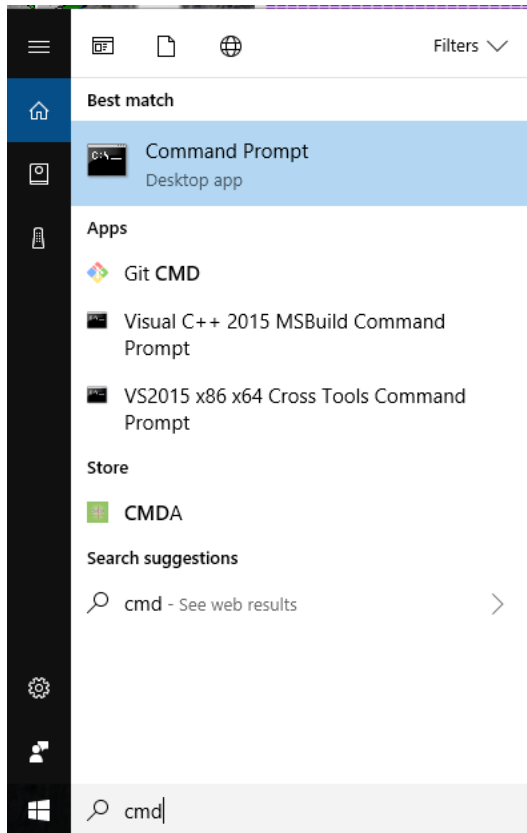 Filters
Best match
C:\_
Command Prompt
Desktop app
Apps
Git CMD
Visual C++ 2015 MSBuild Command
Prompt
VS2015 x86 x64 Cross Tools Command
Prompt
Store
CMDA
Search suggestions
cmd - See web results
cmd